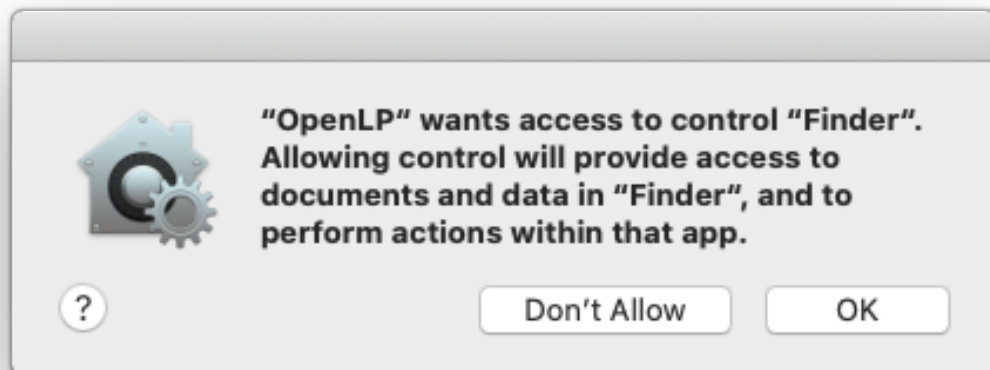 “OpenLP” wants access to control “Finder”.
Allowing control will provide access to
documents and data in “Finder”, and to
perform actions within that app.
?
Don’t Allow
OK